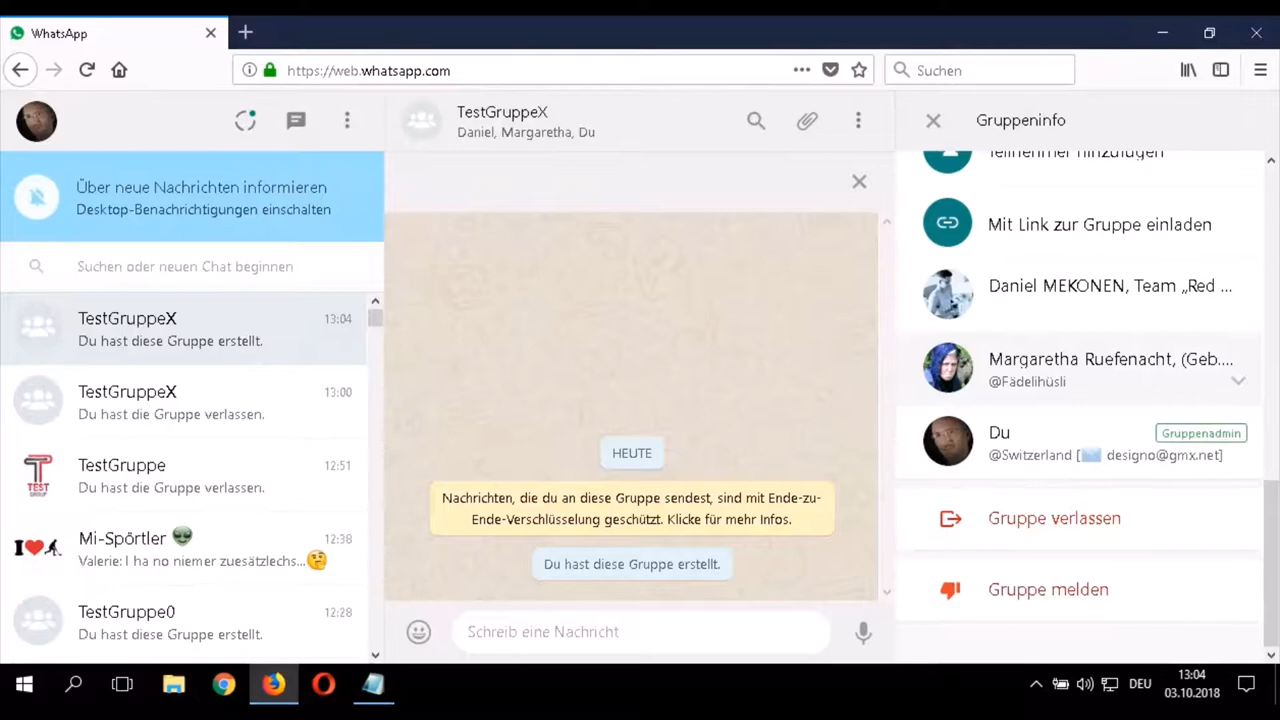 WhatsApp
https://web.whatsapp.com
Suchen
Über neue Nachrichten informieren
Desktop-Benachrichtigungen einschalten
Suchen oder neuen Chat beginnen
TestGruppeX
13:04
Du hast diese Gruppe erstellt.
TestGruppeX
13:00
Du hast die Gruppe verlassen.
TEST
GROUP
TestGruppe
12:51
Du hast die Gruppe verlassen.
Mi-Spörtler 👽
12:38
Valerie: I ha no niemer zuesätzlechs...🤔
TestGruppe0
12:28
Du hast diese Gruppe erstellt.
TestGruppeX
Daniel, Margaretha, Du
HEUTE
Nachrichten, die du an diese Gruppe sendest, sind mit Ende-zu-
Ende-Verschlüsselung geschützt. Klicke für mehr Infos.
Du hast diese Gruppe erstellt.
Schreib eine Nachricht
Gruppeninfo
Teilnehmer hinzufügen
Mit Link zur Gruppe einladen
Daniel MEKONEN, Team „Red ...
Margaretha Ruefenacht, (Geb....
@Fädelihüsli
Du
Gruppenadmin
@Switzerland [📧 designo@gmx.net]
Gruppe verlassen
Gruppe melden
DEU
13:04
03.10.2018